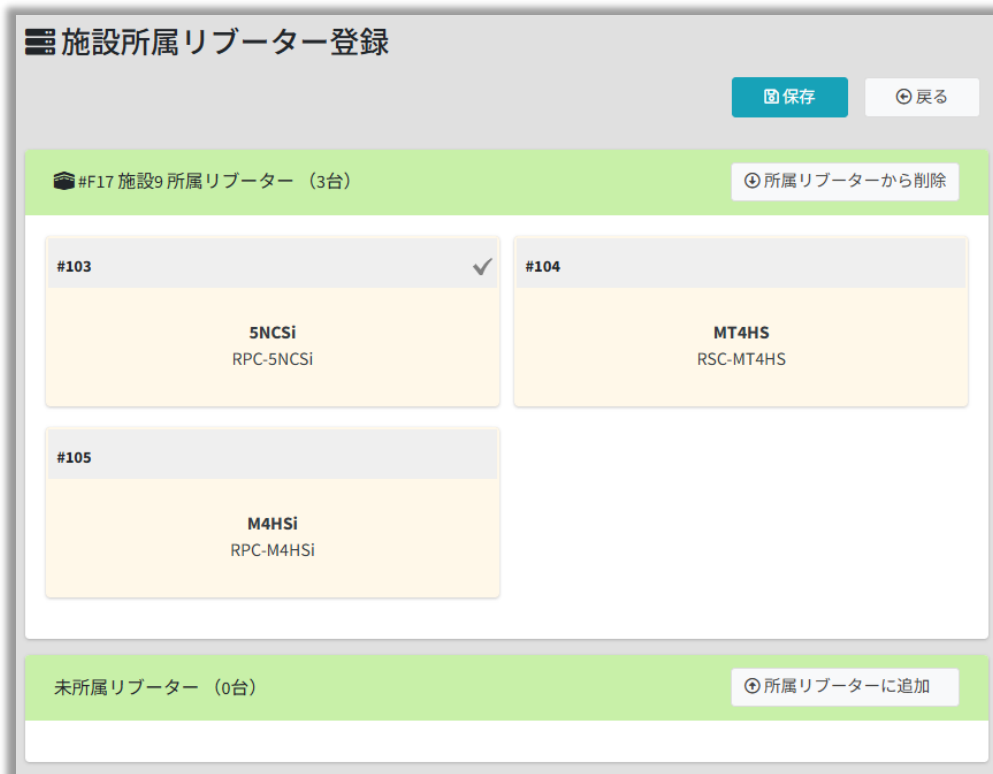 施設所属リブーター登録
保存
戻る
#F17 施設9 所属リブーター （3台）
所属リブーターから削除
#103
5NCSi
RPC-5NCSi
#104
MT4HS
RSC-MT4HS
#105
M4HSi
RPC-M4HSi
未所属リブーター （0台）
所属リブーターに追加